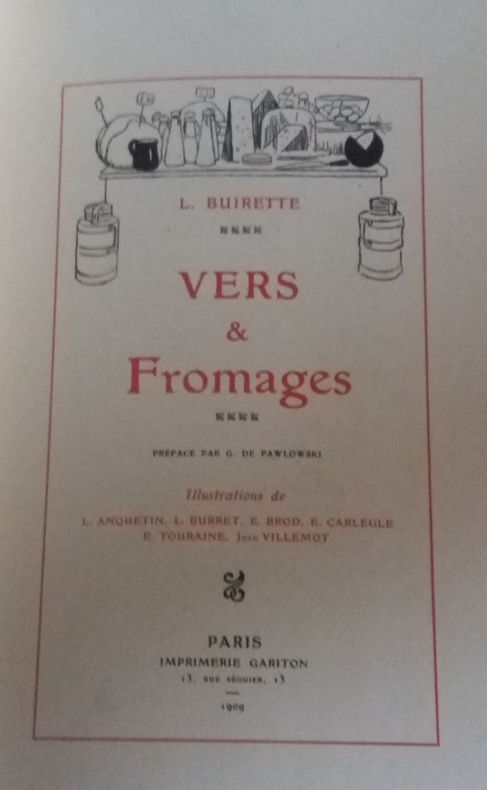 L. BUIRETTE
VERS
&
Fromages
PRÉFACE PAR G. DE PAWLOWSKI
Illustrations de
L. ANQUETIN, L. BURRET, E. BROD, E. CARLÈGLE
E. TOURAINE, Jean VILLEMOT
PARIS
IMPRIMERIE GARITON
13, RUE SÉGUIER, 13
1909